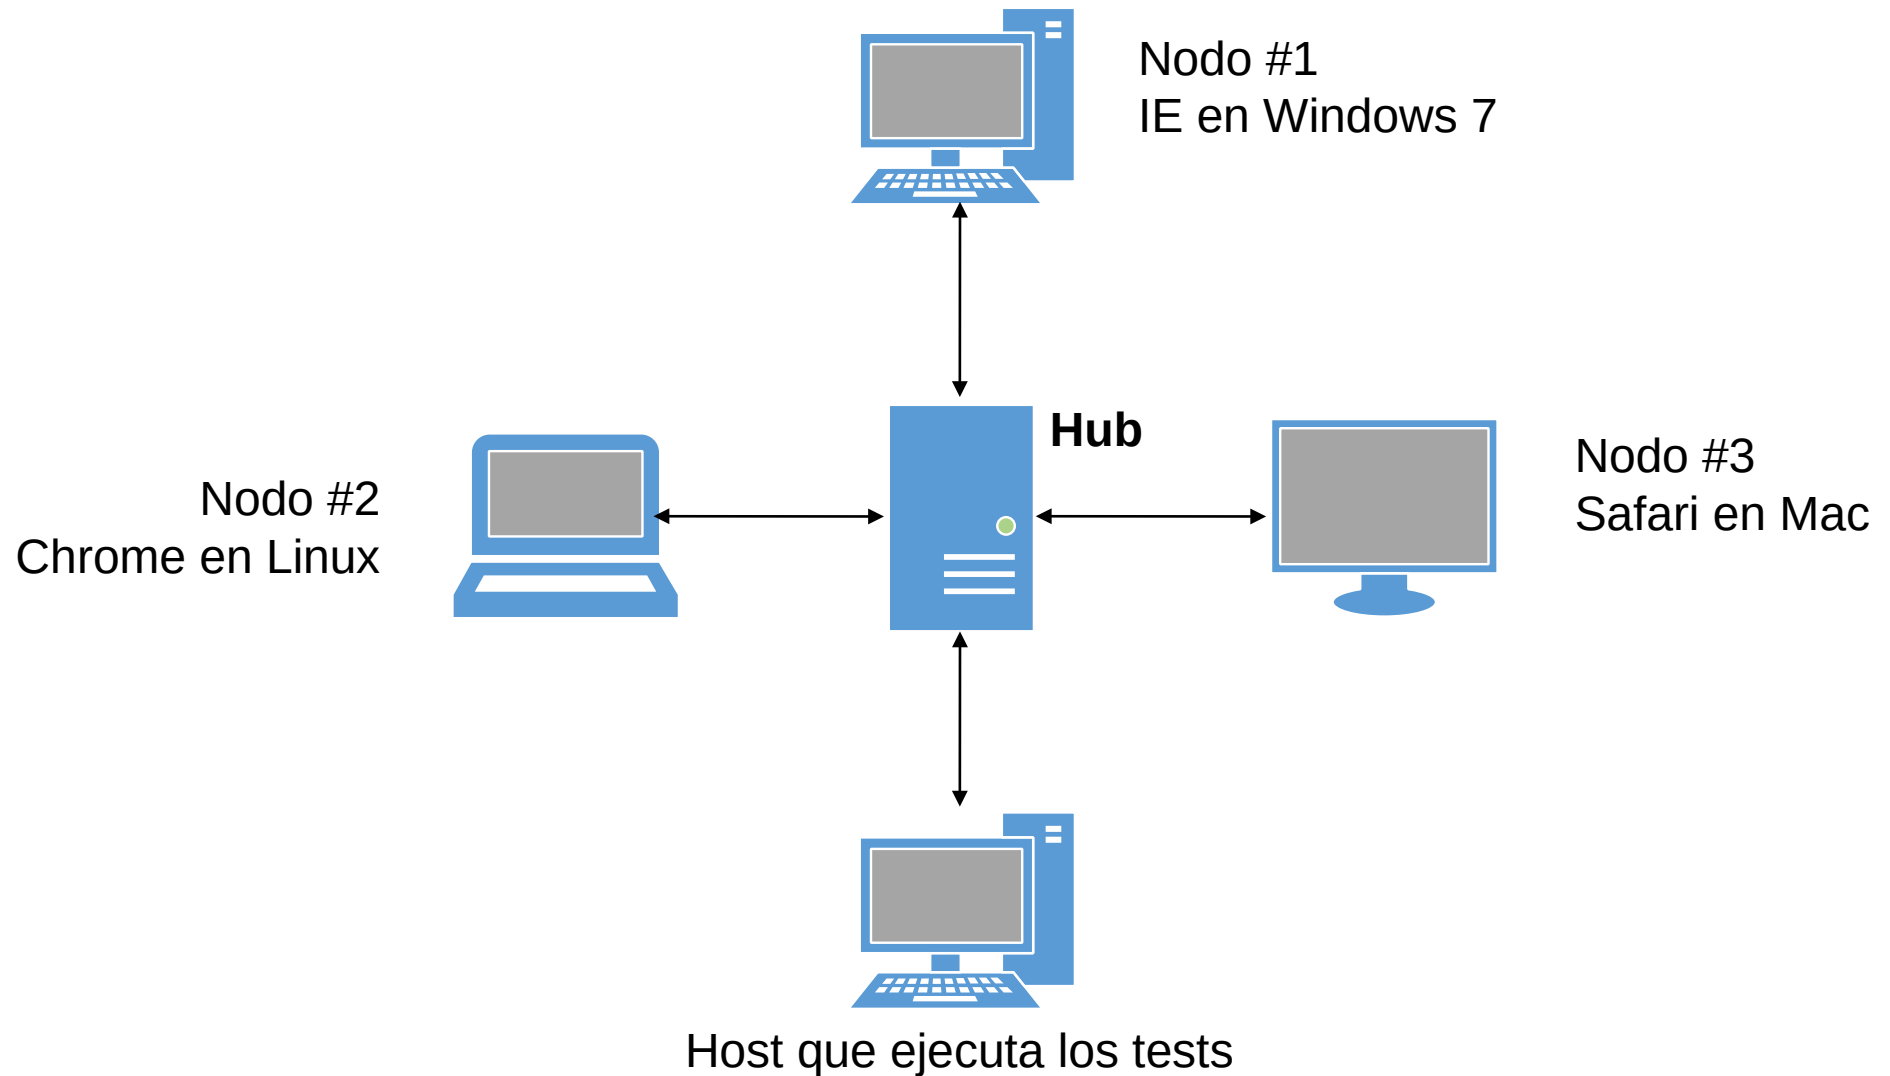 Nodo #1
IE en Windows 7
Hub
Nodo #2
Chrome en Linux
Nodo #3
Safari en Mac
Host que ejecuta los tests